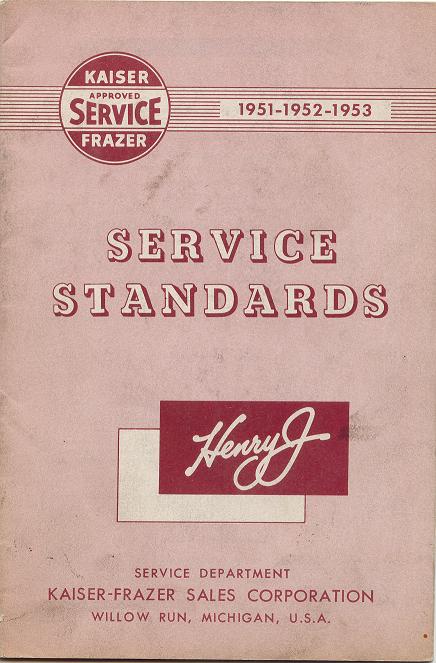 KAISER
APPROVED
SERVICE
FRAZER
1951-1952-1953
SERVICE
STANDARDS
Henry J
SERVICE DEPARTMENT
KAISER-FRAZER SALES CORPORATION
WILLOW RUN, MICHIGAN, U.S.A.